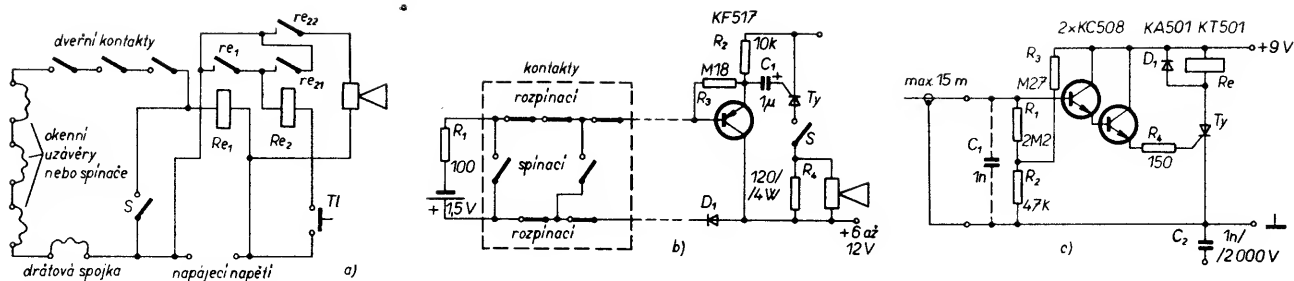 dveřní kontakty
re₂₂
re₁
re₂₁
okenní
uzávěry
nebo spínače
Re₁
Re₂
S
Tl
drátová spojka
napájecí napětí
a)
KF517
R₂
10k
kontakty
M18
C₁
+
R₃
1µ
Ty
rozpínací
R₁
100
spínací
S
120/
/4W
R₄
+ 1,5V
D₁
rozpínací
b)
+6 až
12V
2xKC508 KA501 KT501
+9V
R₃
D₁
Re
max. 15 m
M27
Ty
R₁
2M2
R₄
150
C₁
1n
R₂
47k
c)
C₂
1n/
/2000V